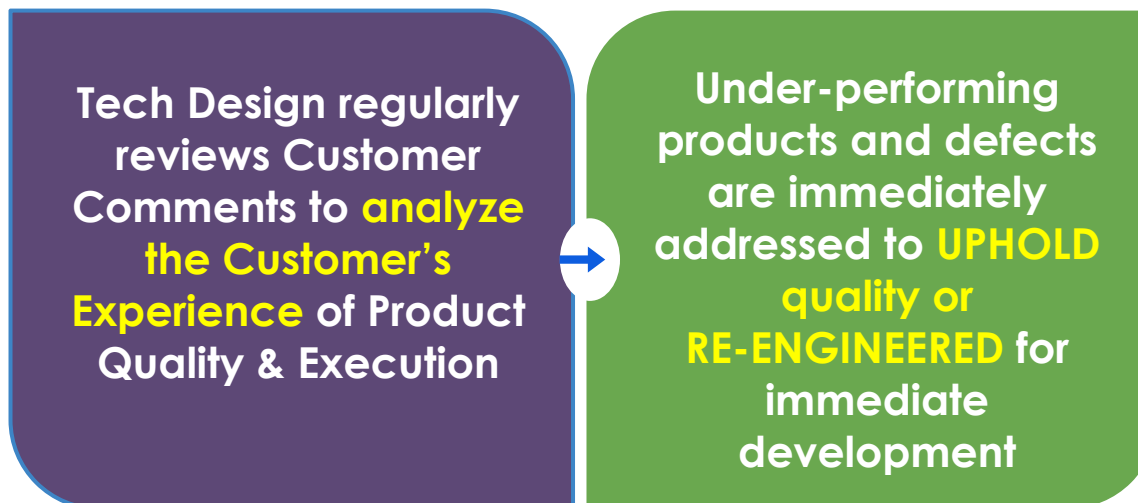 Tech Design regularly
reviews Customer
Comments to analyze
the Customer’s
Experience of Product
Quality & Execution
Under-performing
products and defects
are immediately
addressed to UPHOLD
quality or
RE-ENGINEERED for
immediate
development